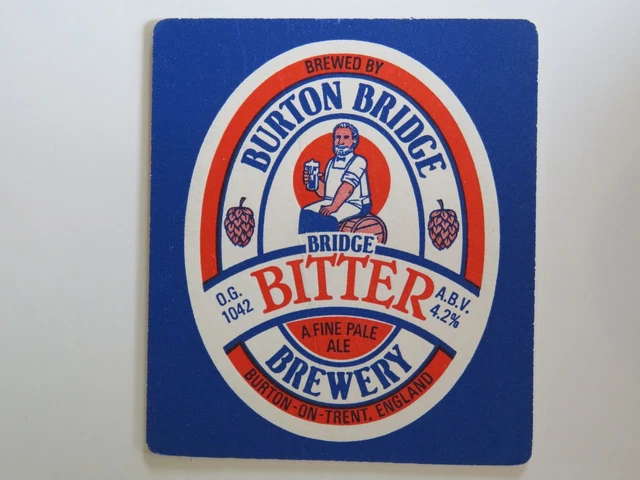 BREWED BY
BURTON BRIDGE
BRIDGE
BITTER
O.G.
1042
A.B.V.
4.2%
A FINE PALE
ALE
BREWERY
BURTON-ON-TRENT, ENGLAND